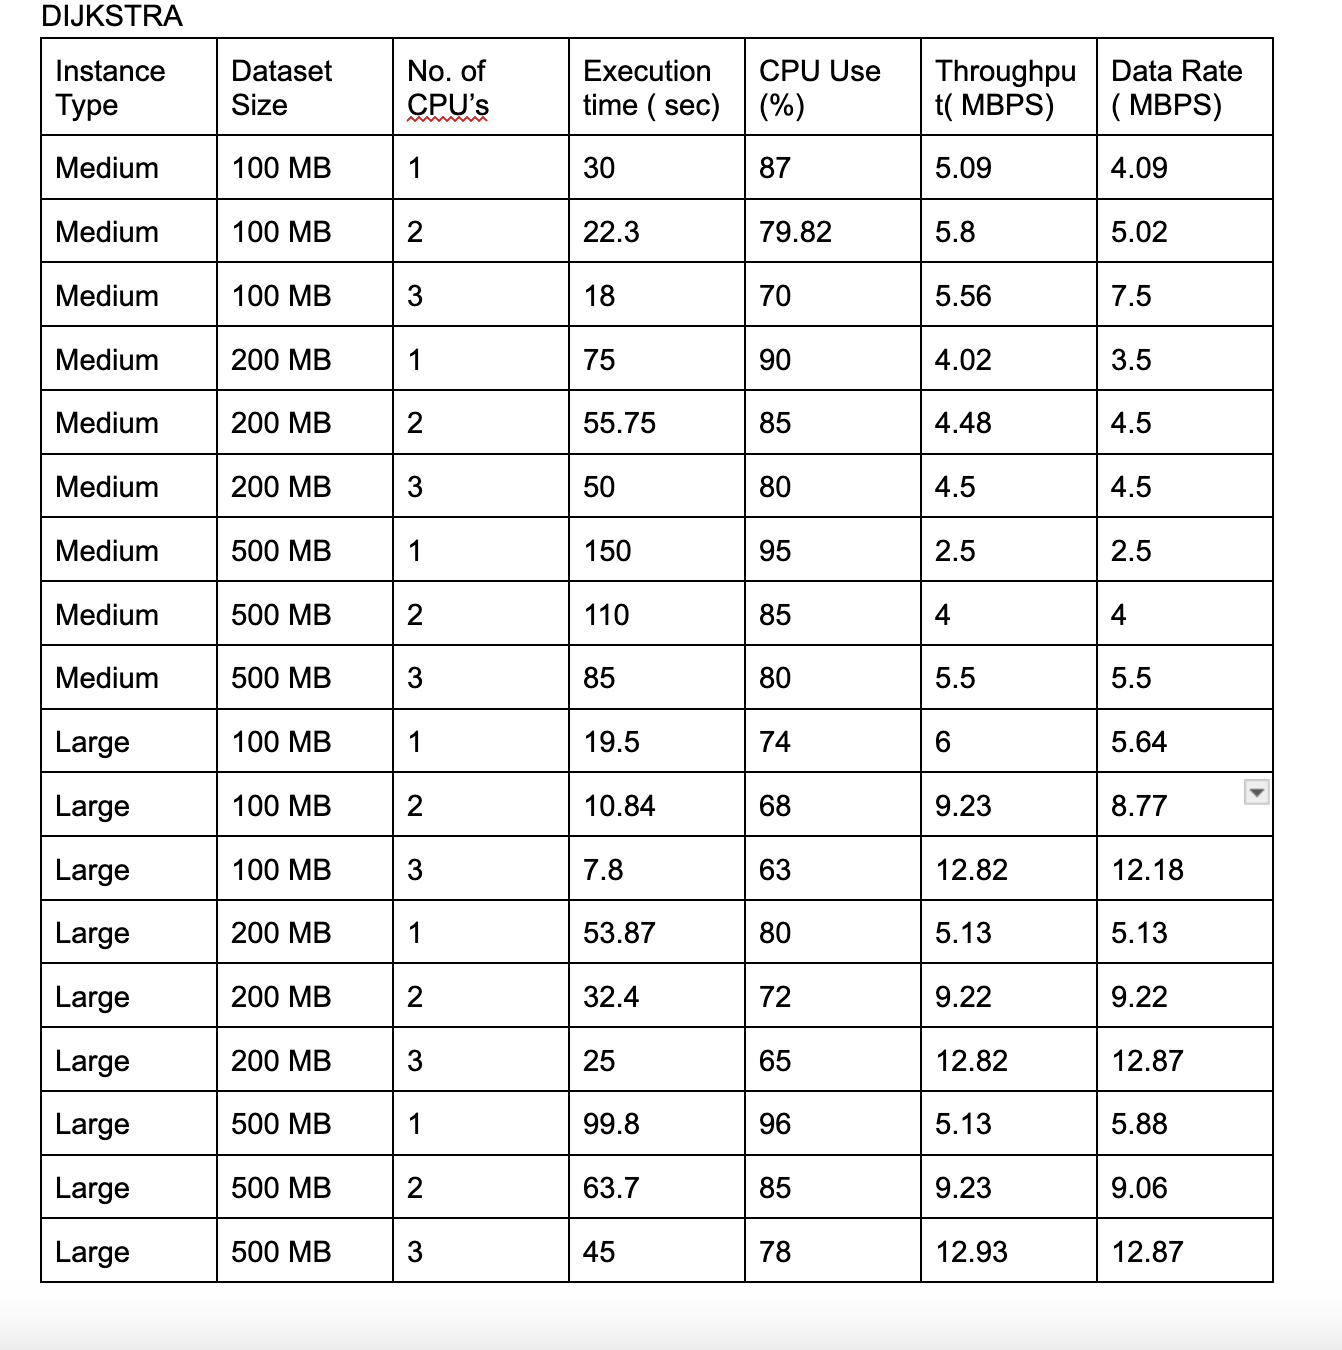 DIJKSTRA
Instance Type Dataset Size No. of CPU's Execution time ( sec) CPU Use (%) Throughpu t( MBPS) Data Rate ( MBPS)
Medium 100 MB 1 30 87 5.09 4.09
Medium 100 MB 2 22.3 79.82 5.8 5.02
Medium 100 MB 3 18 70 5.56 7.5
Medium 200 MB 1 75 90 4.02 3.5
Medium 200 MB 2 55.75 85 4.48 4.5
Medium 200 MB 3 50 80 4.5 4.5
Medium 500 MB 1 150 95 2.5 2.5
Medium 500 MB 2 110 85 4 4
Medium 500 MB 3 85 80 5.5 5.5
Large 100 MB 1 19.5 74 6 5.64
Large 100 MB 2 10.84 68 9.23 8.77
Large 100 MB 3 7.8 63 12.82 12.18
Large 200 MB 1 53.87 80 5.13 5.13
Large 200 MB 2 32.4 72 9.22 9.22
Large 200 MB 3 25 65 12.82 12.87
Large 500 MB 1 99.8 96 5.13 5.88
Large 500 MB 2 63.7 85 9.23 9.06
Large 500 MB 3 45 78 12.93 12.87